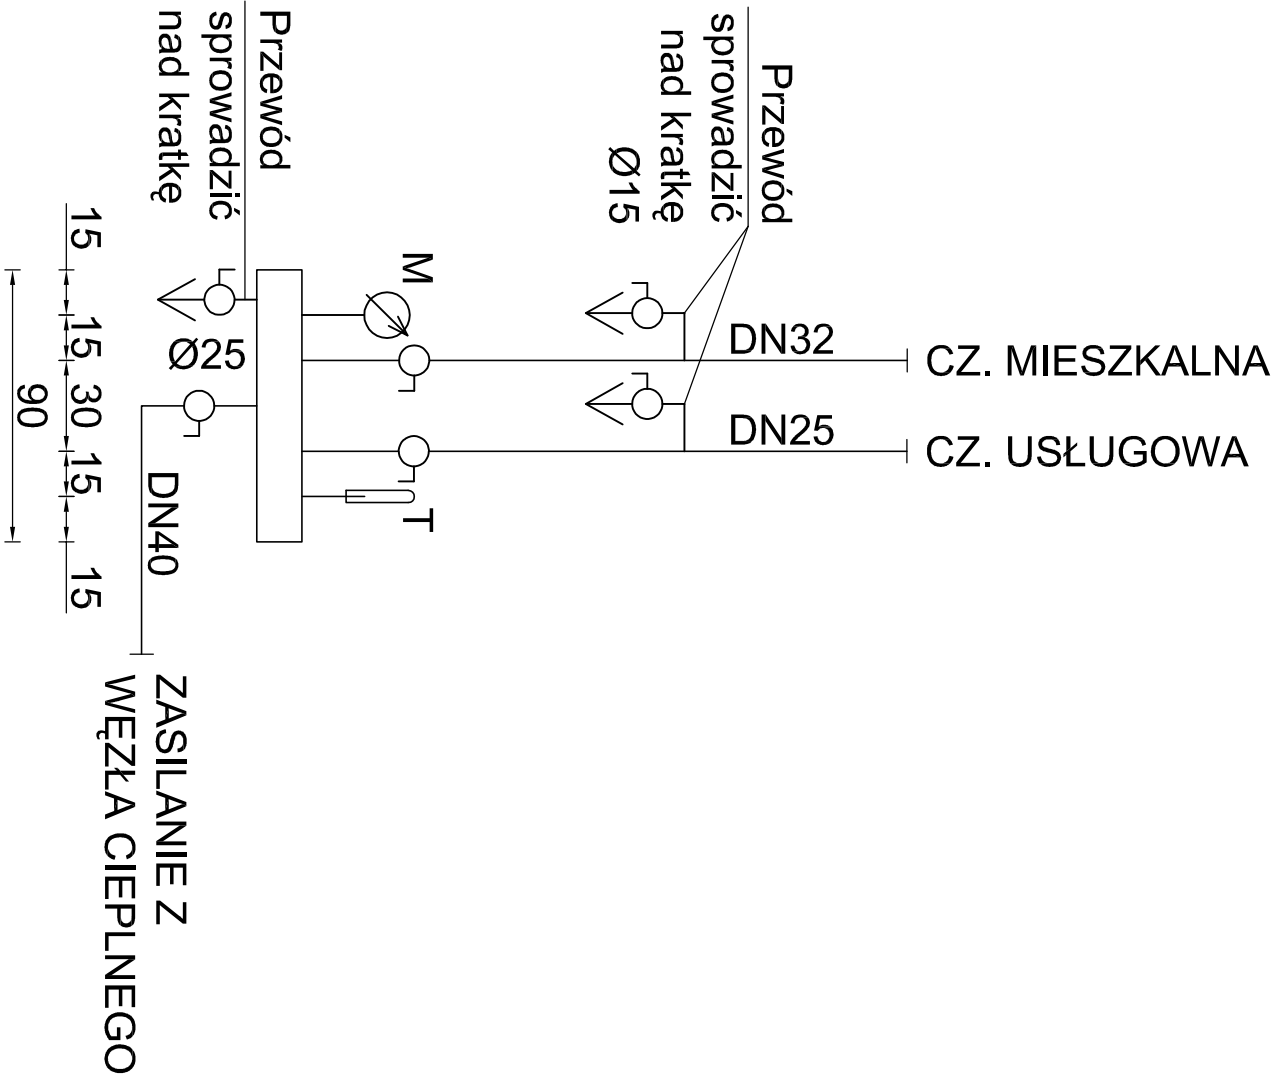 Przewód
sprowadzić
nad kratkę
Przewód
sprowadzić
nad kratkę
Ø15
M
DN32
CZ. MIESZKALNA
DN25
CZ. USŁUGOWA
T
Ø25
DN40
15
15
30
15
15
90
ZASILANIE Z
WĘZŁA CIEPLNEGO